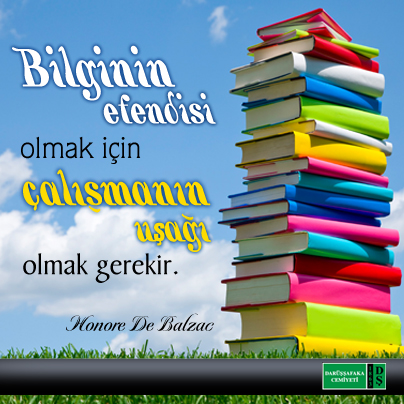 Bilginin
efendisi
olmak için
çalışmanın
uşağı
olmak gerekir.
Honore De Balzac
DARÜŞŞAFAKA
CEMİYETİ